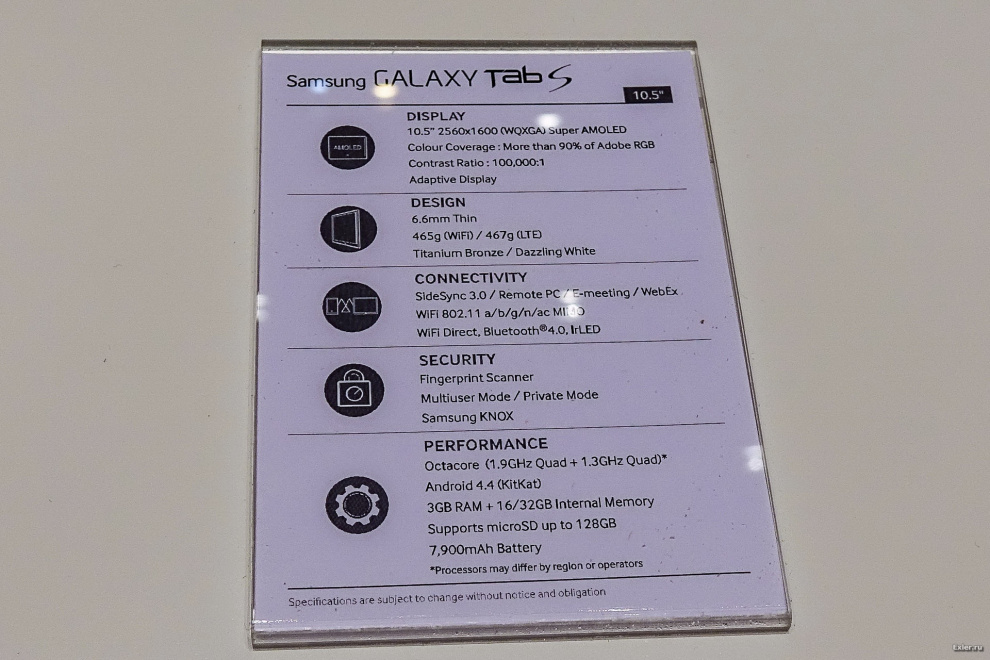 Samsung GALAXY Tab S
10.5"
DISPLAY
AMOLED
10.5" 2560x1600 (WQXGA) Super AMOLED
Colour Coverage : More than 90% of Adobe RGB
Contrast Ratio : 100,000:1
Adaptive Display
DESIGN
6.6mm Thin
465g (WiFi) / 467g (LTE)
Titanium Bronze / Dazzling White
CONNECTIVITY
SideSync 3.0 / Remote PC / E-meeting / WebEx
WiFi 802.11 a/b/g/n/ac MIMO
WiFi Direct, Bluetooth®4.0, IrLED
SECURITY
Fingerprint Scanner
Multiuser Mode / Private Mode
Samsung KNOX
PERFORMANCE
Octacore (1.9GHz Quad + 1.3GHz Quad)*
Android 4.4 (KitKat)
3GB RAM + 16/32GB Internal Memory
Supports microSD up to 128GB
7,900mAh Battery
*Processors may differ by region or operators
Specifications are subject to change without notice and obligation
Exler.ru